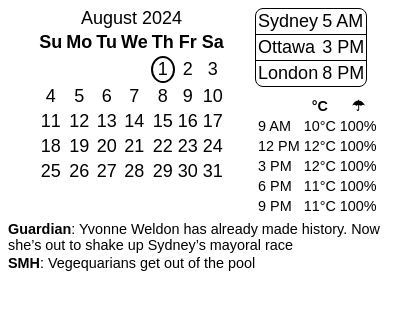 August 2024
Su Mo Tu We Th Fr Sa
1 2 3
4 5 6 7 8 9 10
11 12 13 14 15 16 17
18 19 20 21 22 23 24
25 26 27 28 29 30 31
Sydney 5 AM
Ottawa 3 PM
London 8 PM
°C ☂
9 AM 10°C 100%
12 PM 12°C 100%
3 PM 12°C 100%
6 PM 11°C 100%
9 PM 11°C 100%
Guardian: Yvonne Weldon has already made history. Now
she’s out to shake up Sydney’s mayoral race
SMH: Vegequarians get out of the pool